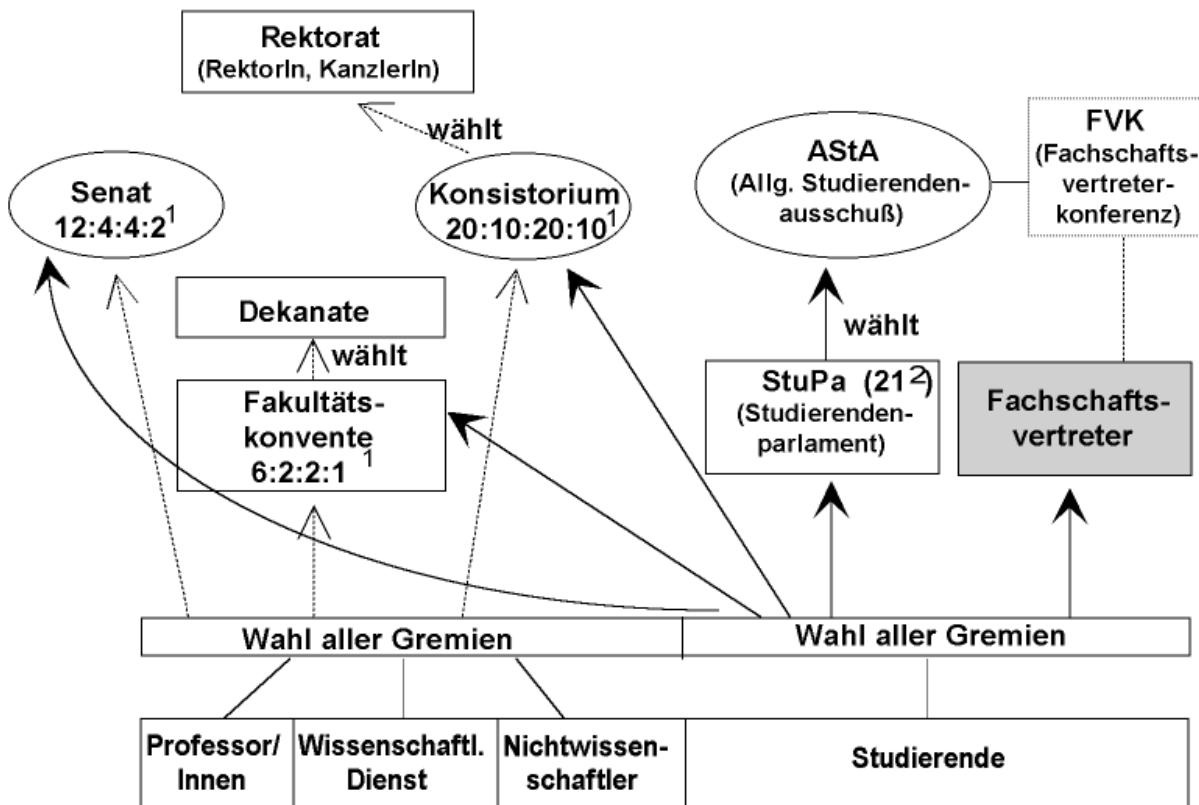 Rektorat
(RektorIn, KanzlerIn)
wählt
Senat
12:4:4:2¹
Konsistorium
20:10:20:10¹
AStA
(Allg. Studierenden-
ausschuß)
FVK
(Fachschafts-
vertreter-
konferenz)
Dekanate
wählt
wählt
Fakultäts-
konvente
6:2:2:1 ¹
StuPa (21²)
(Studierenden-
parlament)
Fachschafts-
vertreter
Wahl aller Gremien
Wahl aller Gremien
Professor/
Innen
Wissenschaftl.
Dienst
Nichtwissen-
schaftler
Studierende